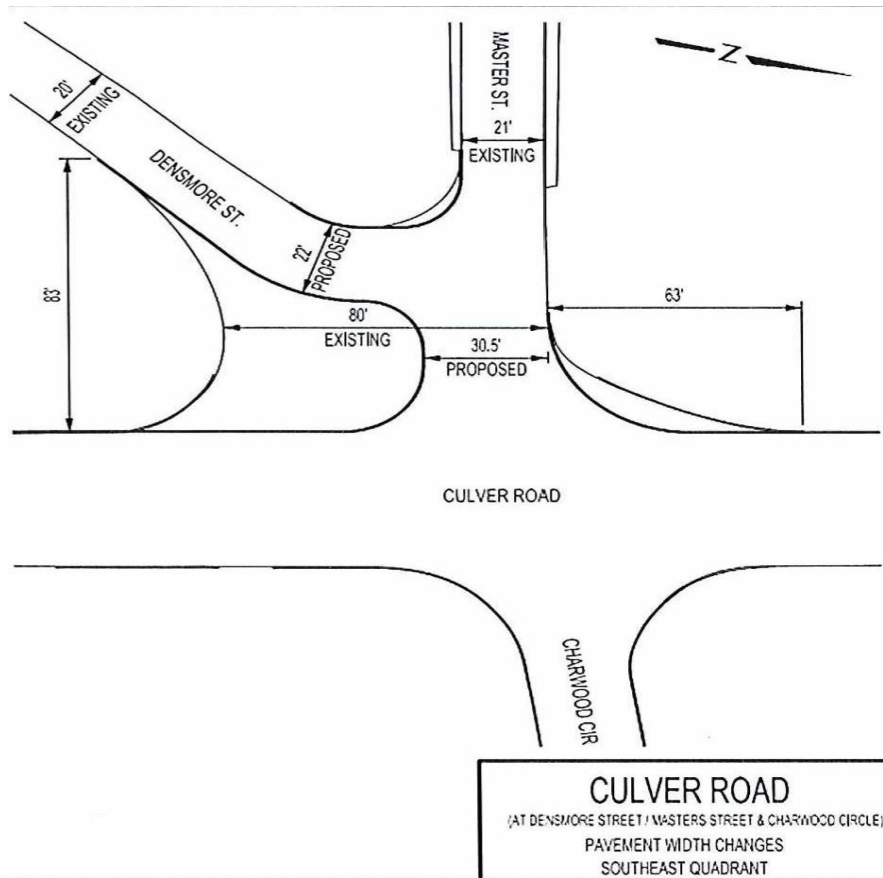 MASTER ST.
N
20'
EXISTING
21'
EXISTING
DENSMORE ST.
22'
PROPOSED
83'
63'
80'
EXISTING
30.5'
PROPOSED
CULVER ROAD
CHARWOOD CIR
CULVER ROAD
(AT DENSMORE STREET / MASTERS STREET & CHARWOOD CIRCLE)
PAVEMENT WIDTH CHANGES
SOUTHEAST QUADRANT